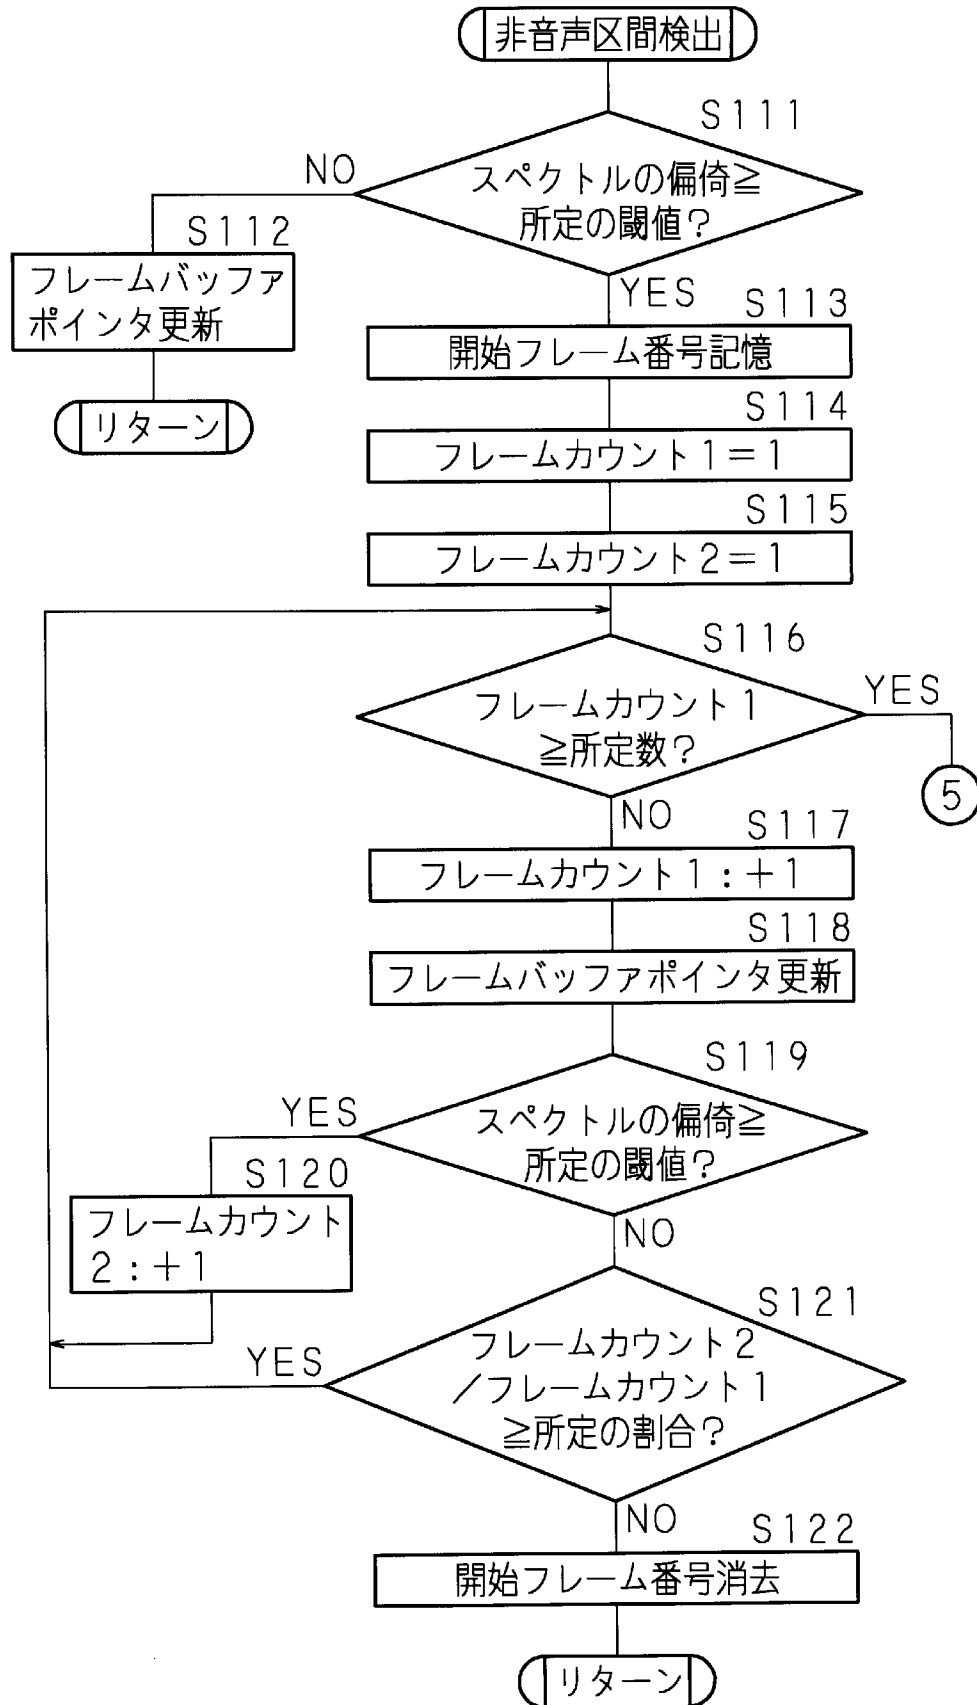 非音声区間検出
S111
スペクトルの偏倚≧
所定の閾値?
NO
S112
フレームバッファ
ポインタ更新
リターン
YES
S113
開始フレーム番号記憶
S114
フレームカウント1=1
S115
フレームカウント2=1
S116
フレームカウント1
≧所定数?
YES
5
NO
S117
フレームカウント1:+1
S118
フレームバッファポインタ更新
S119
スペクトルの偏倚≧
所定の閾値?
YES
S120
フレームカウント
2:+1
NO
S121
フレームカウント2
/フレームカウント1
≧所定の割合?
YES
NO
S122
開始フレーム番号消去
リターン